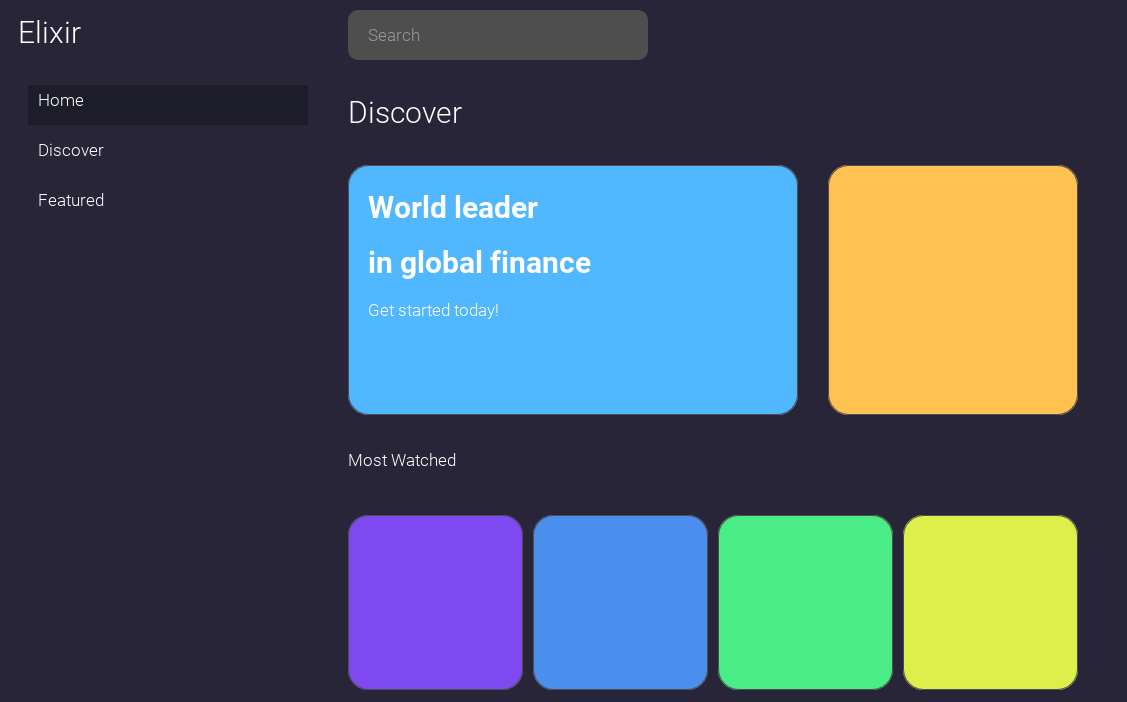 Elixir
Home
Discover
Featured
Search
Discover
World leader
in global finance
Get started today!
Most Watched